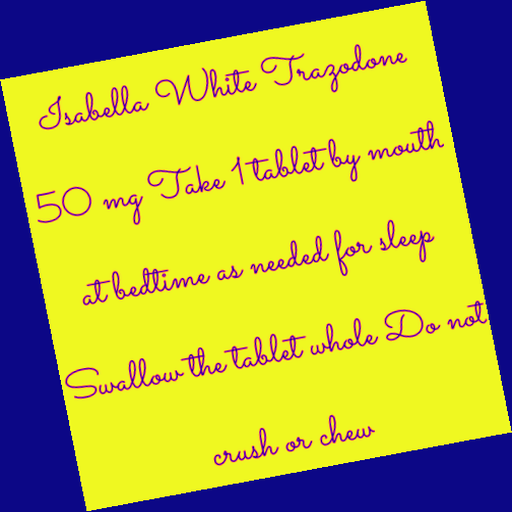 Isabella White Trazodone
50 mg Take 1 tablet by mouth
at bedtime as needed for sleep
Swallow the tablet whole Do not
crush or chew